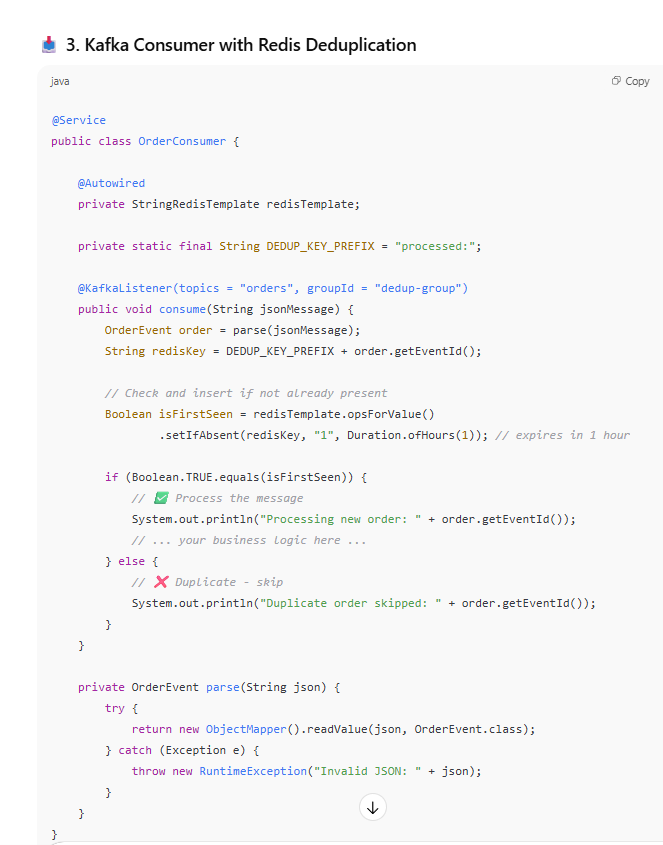 📥 3. Kafka Consumer with Redis Deduplication
java
Copy
@Service
public class OrderConsumer {
@Autowired
private StringRedisTemplate redisTemplate;
private static final String DEDUP_KEY_PREFIX = "processed:";
@KafkaListener(topics = "orders", groupId = "dedup-group")
public void consume(String jsonMessage) {
OrderEvent order = parse(jsonMessage);
String redisKey = DEDUP_KEY_PREFIX + order.getEventId();
// Check and insert if not already present
Boolean isFirstSeen = redisTemplate.opsForValue()
.setIfAbsent(redisKey, "1", Duration.ofHours(1)); // expires in 1 hour
if (Boolean.TRUE.equals(isFirstSeen)) {
// ✅ Process the message
System.out.println("Processing new order: " + order.getEventId());
// ... your business logic here ...
} else {
// ❌ Duplicate - skip
System.out.println("Duplicate order skipped: " + order.getEventId());
}
}
private OrderEvent parse(String json) {
try {
return new ObjectMapper().readValue(json, OrderEvent.class);
} catch (Exception e) {
throw new RuntimeException("Invalid JSON: " + json);
}
}
}